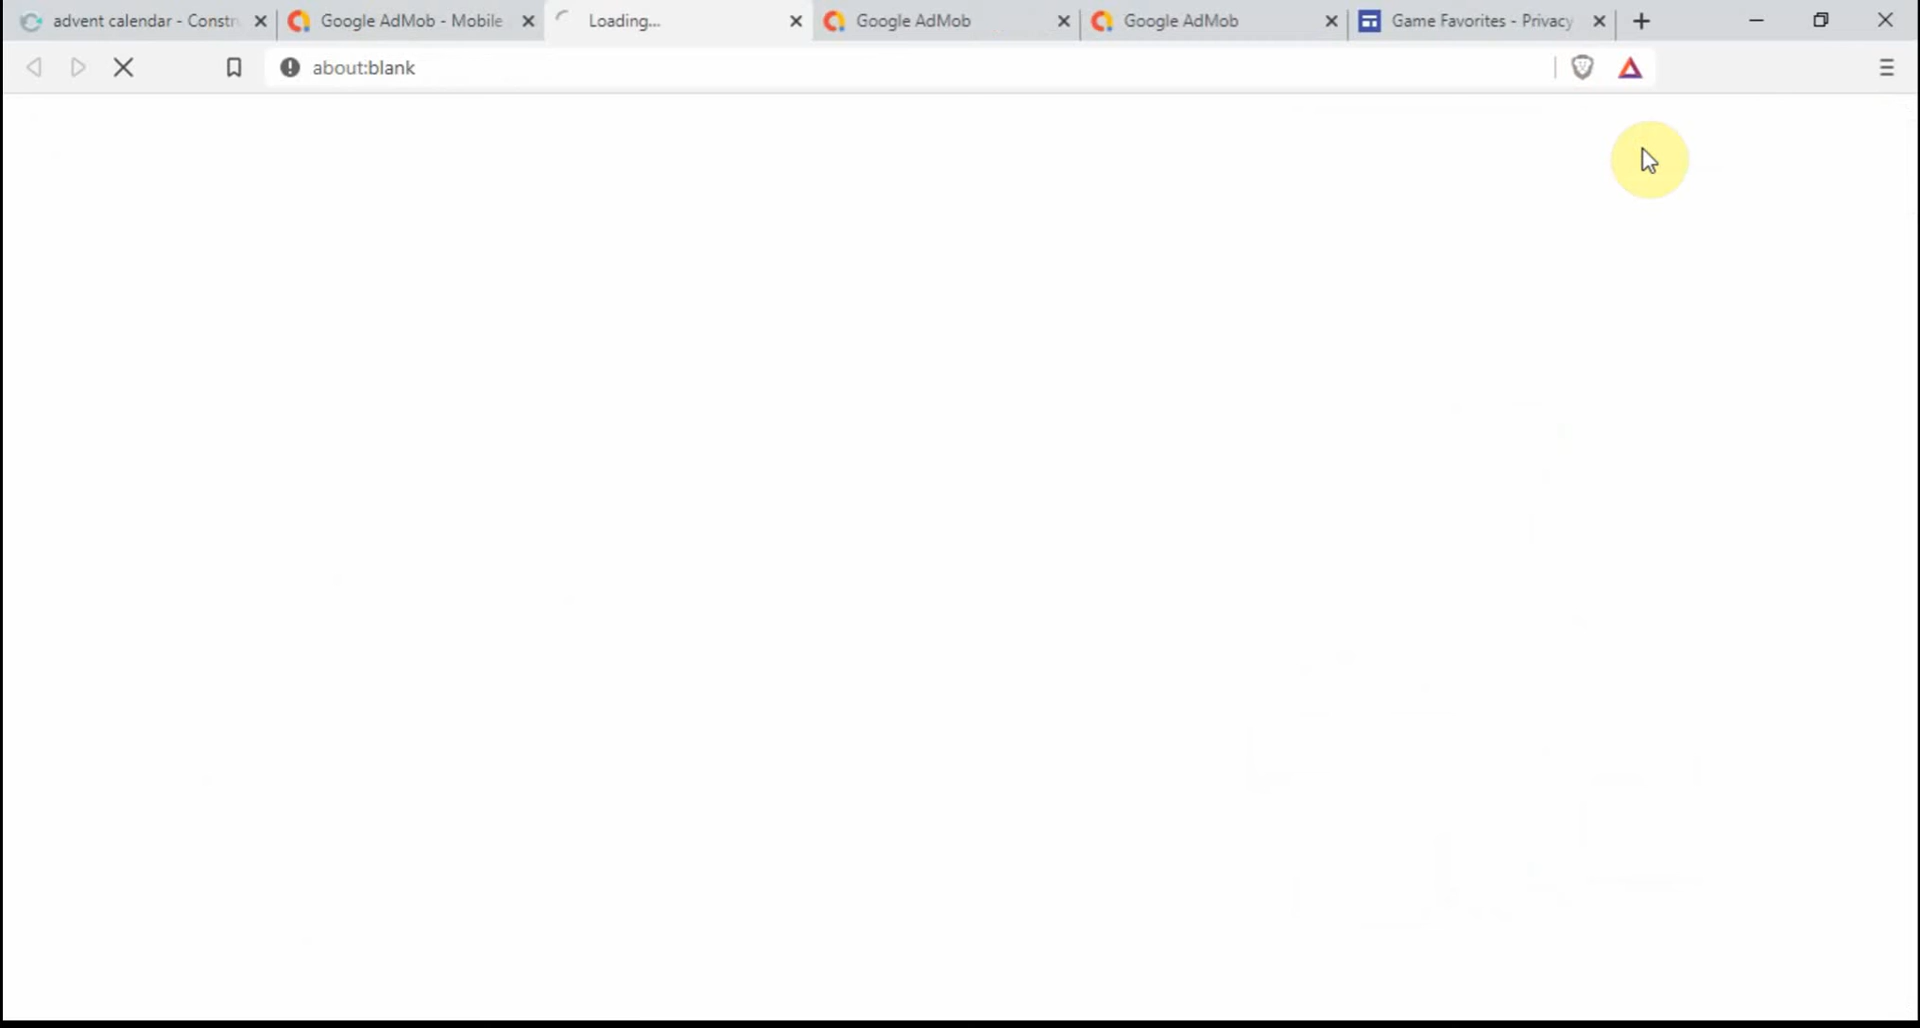 advent calendar - Constr
Google AdMob - Mobile
Loading...
Google AdMob
Google AdMob
Game Favorites - Privacy
about:blank